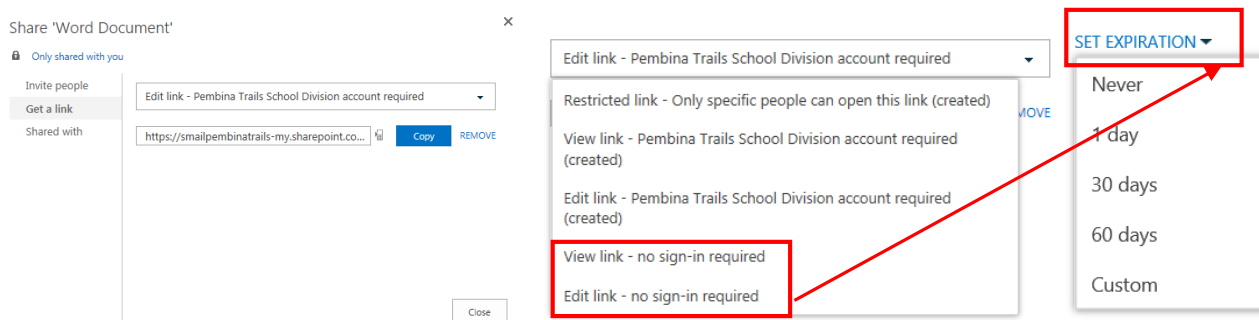 Share 'Word Document'
Only shared with you
Invite people
Get a link
Shared with
Edit link - Pembina Trails School Division account required
https://smailpembinatrails-my.sharepoint.co...
Copy
REMOVE
Close
Edit link - Pembina Trails School Division account required
Restricted link - Only specific people can open this link (created)
View link - Pembina Trails School Division account required
(created)
Edit link - Pembina Trails School Division account required
(created)
View link - no sign-in required
Edit link - no sign-in required
MOVE
SET EXPIRATION
Never
1 day
30 days
60 days
Custom